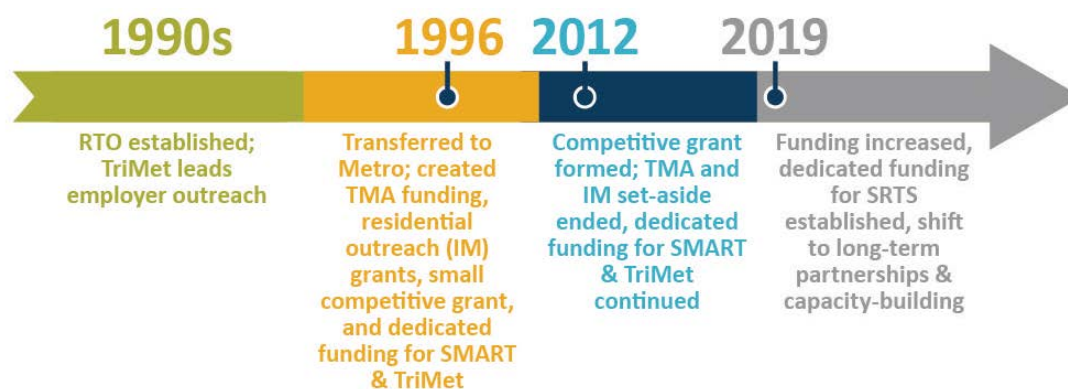 1990s
RTO established;
TriMet leads
employer outreach
1996
Transferred to
Metro; created
TMA funding,
residential
outreach (IM)
grants, small
competitive grant,
and dedicated
funding for SMART
& TriMet
2012
Competitive grant
formed; TMA and
IM set-aside
ended, dedicated
funding for SMART
& TriMet
continued
2019
Funding increased,
dedicated funding
for SRTS
established, shift
to long-term
partnerships &
capacity-building